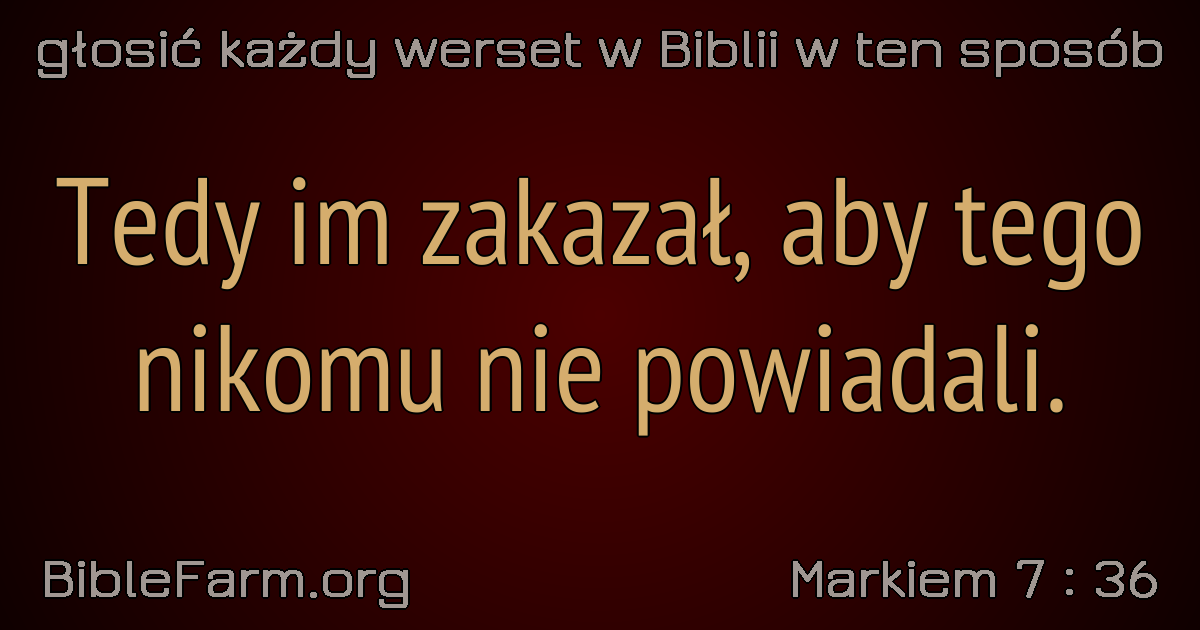 głosić każdy werset w Biblii w ten sposób
Tedy im zakazał, aby tego
nikomu nie powiadali.
BibleFarm.org
Markiem 7 : 36